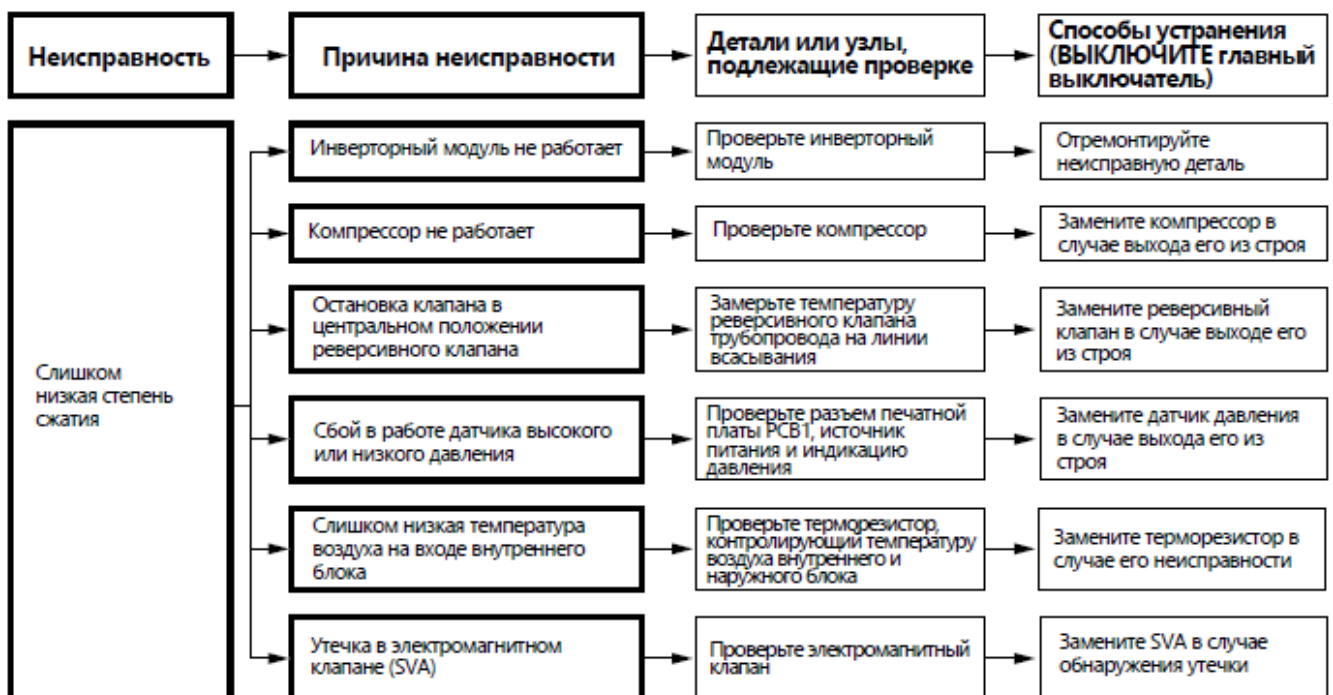 Неисправность
Причина неисправности
Детали или узлы,
подлежащие проверке
Способы устранения
(ВЫКЛЮЧИТЕ главный
выключатель)
Слишком
низкая степень
сжатия
Инверторный модуль не работает
Проверьте инверторный
модуль
Отремонтируйте
неисправную деталь
Компрессор не работает
Проверьте компрессор
Замените компрессор в
случае выхода его из строя
Остановка клапана в
центральном положении
реверсивного клапана
Замерьте температуру
реверсивного клапана
трубопровода на линии
всасывания
Замените реверсивный
клапан в случае выходе его
из строя
Сбой в работе датчика высокого
или низкого давления
Проверьте разъем печатной
платы PCB1, источник
питания и индикацию
давления
Замените датчик давления
в случае выхода его из
строя
Слишком низкая температура
воздуха на входе внутреннего
блока
Проверьте терморезистор,
контролирующий температуру
воздуха внутреннего и
наружного блока
Замените терморезистор в
случае его неисправности
Утечка в электромагнитном
клапане (SVA)
Проверьте электромагнитный
клапан
Замените SVA в случае
обнаружения утечки